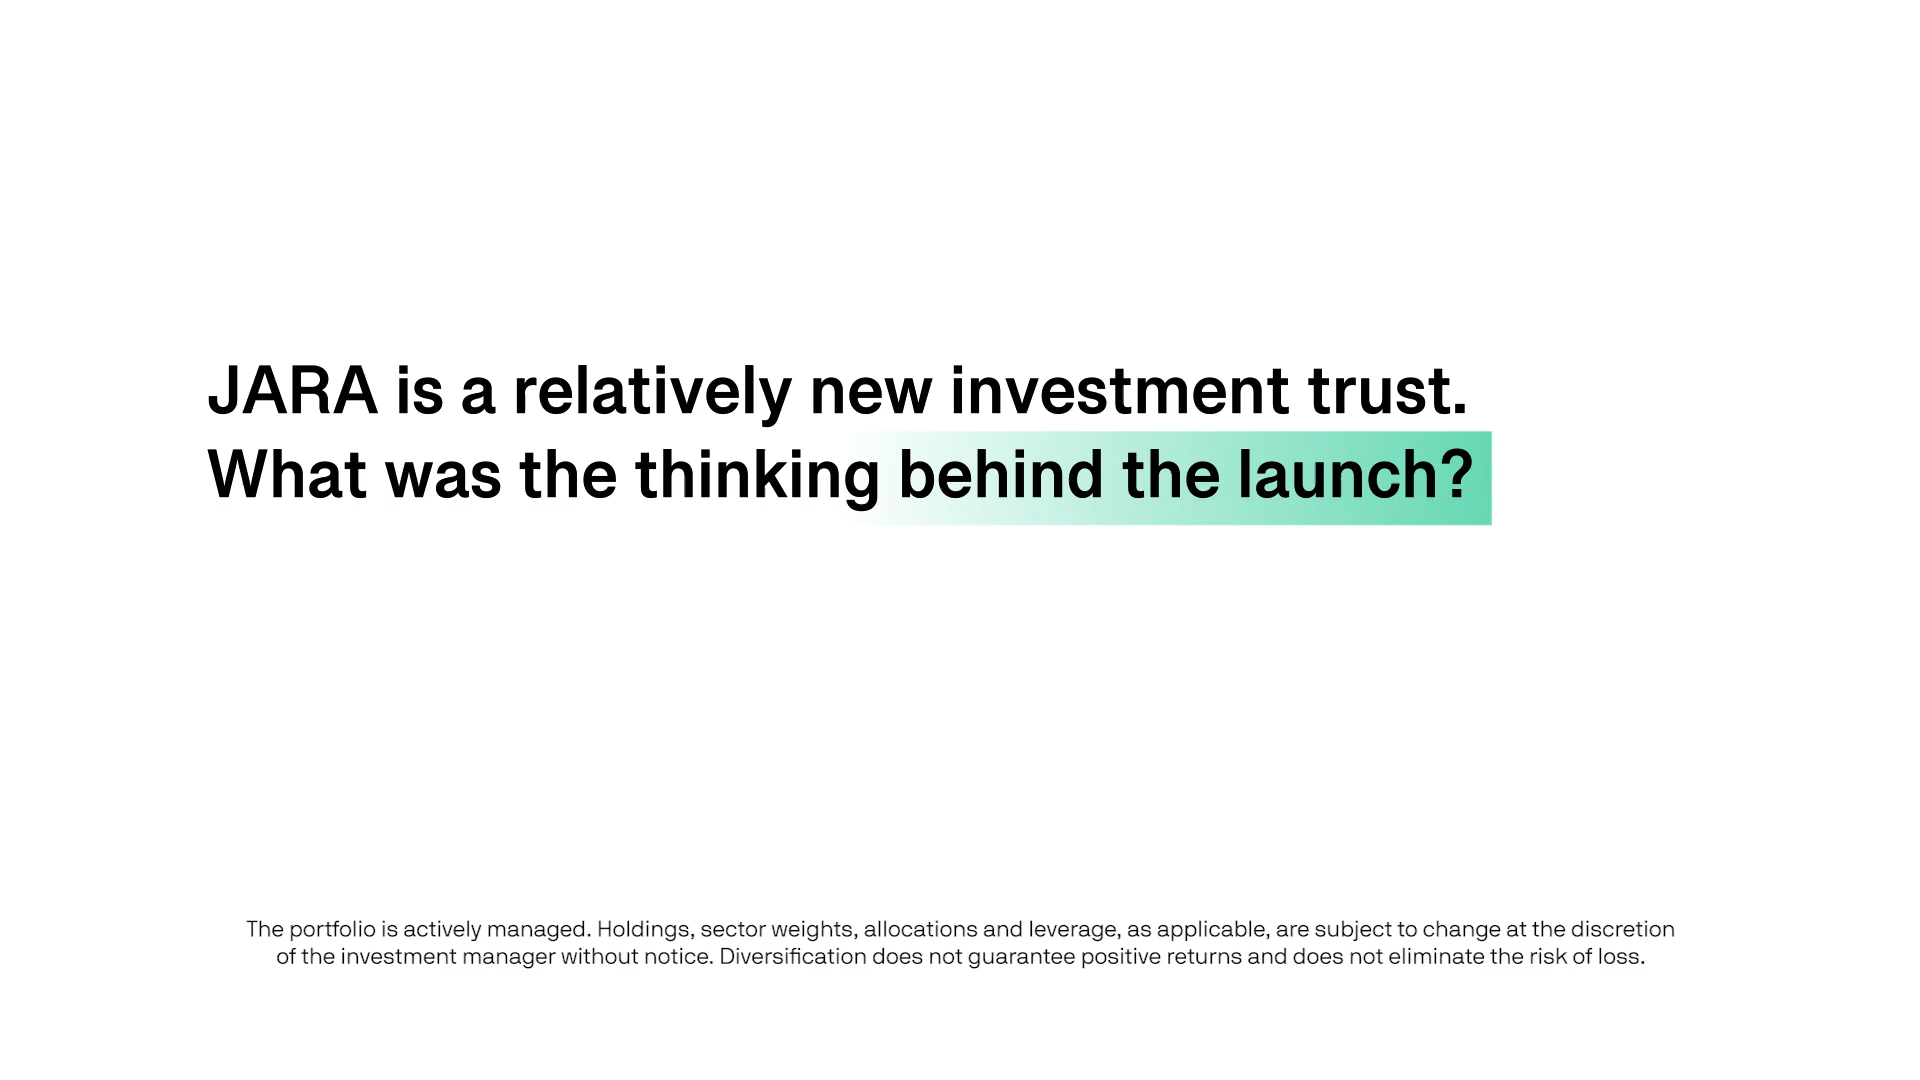 JARA is a relatively new investment trust.
What was the thinking behind the launch?
The portfolio is actively managed. Holdings, sector weights, allocations and leverage, as applicable, are subject to change at the discretion
of the investment manager without notice. Diversification does not guarantee positive returns and does not eliminate the risk of loss.